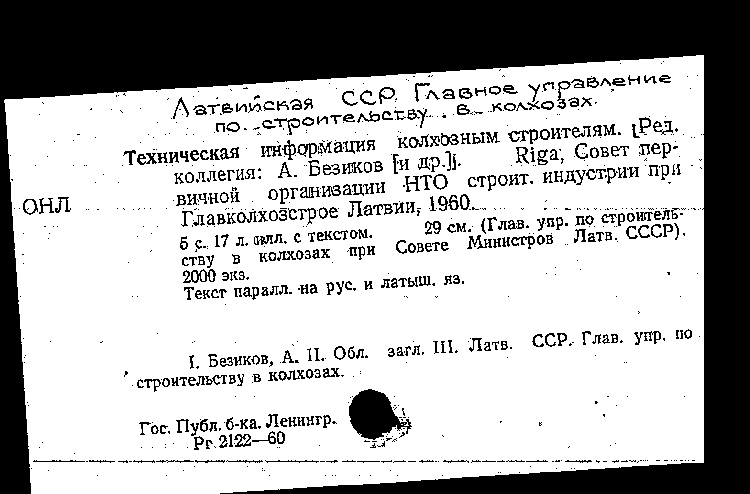 Латвийская ССР. Главное управление
по строительству в колхозах.
Техническая информация колхозным строителям. [Ред.
коллегия: А. Безиков [и др.]]. Riga, Совет пер-
вичной организации НТО строит. индустрии при
ОНЛ
Главколхозстрое Латвии, 1960.
5 с. 17 л. илл. с текстом. 29 см. (Глав. упр. по строитель-
ству в колхозах при Совете Министров Латв. СССР).
2000 экз.
Текст паралл. на рус. и латыш. яз.
I. Безиков, А. II. Обл. загл. III. Латв. ССР. Глав. упр. по
строительству в колхозах.
Гос. Публ. б-ка. Ленингр.
Рг 2122—60